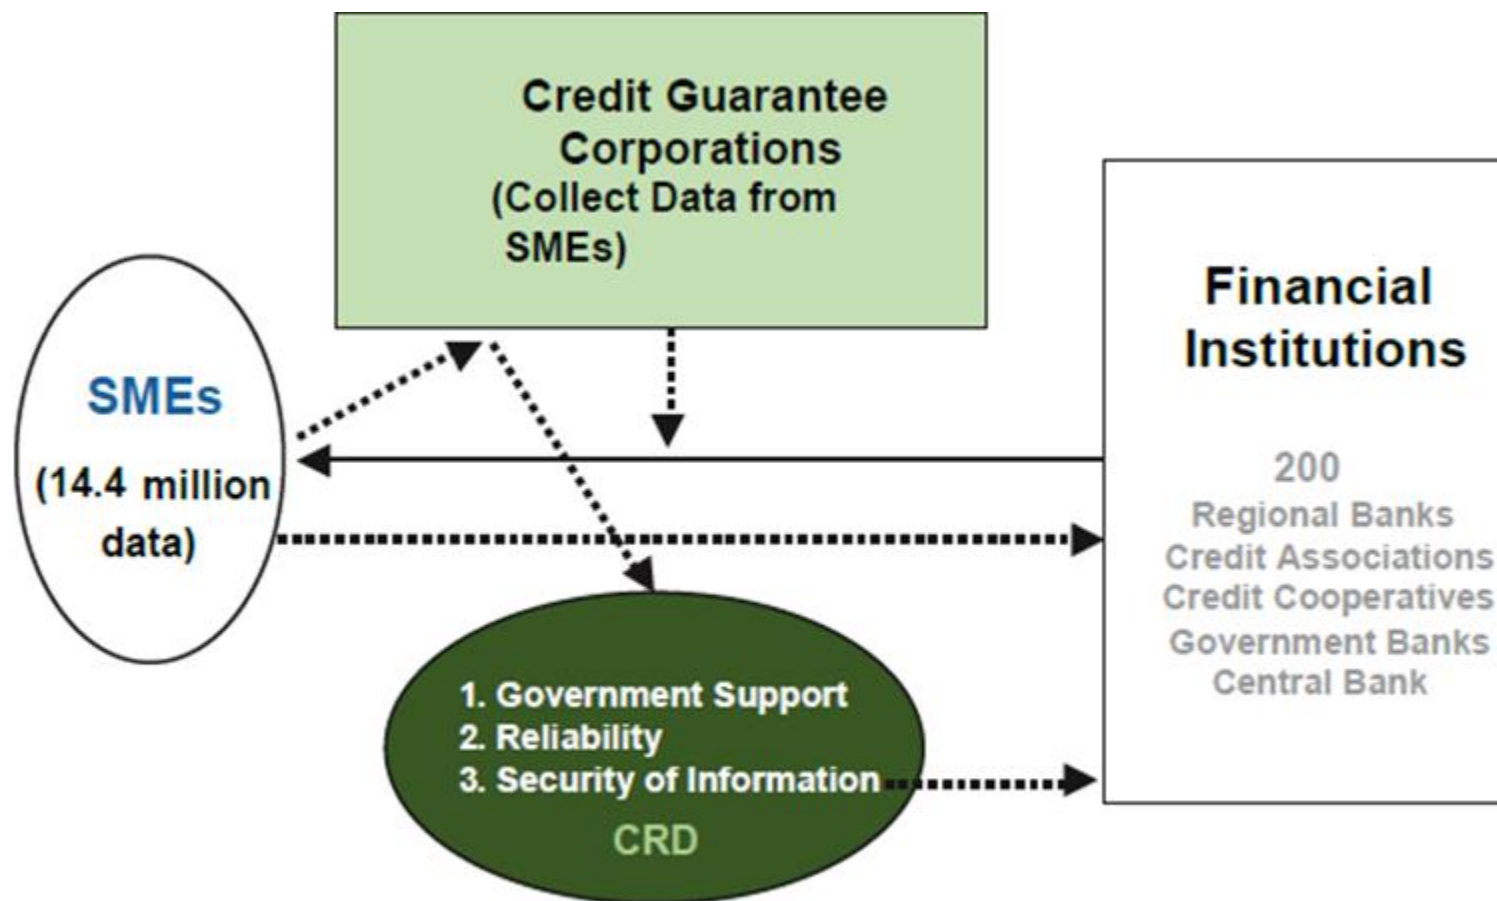 Credit Guarantee
Corporations
(Collect Data from
SMEs)
SMEs
(14.4 million
data)
Financial
Institutions
200
Regional Banks
Credit Associations
Credit Cooperatives
Government Banks
Central Bank
1. Government Support
2. Reliability
3. Security of Information
CRD